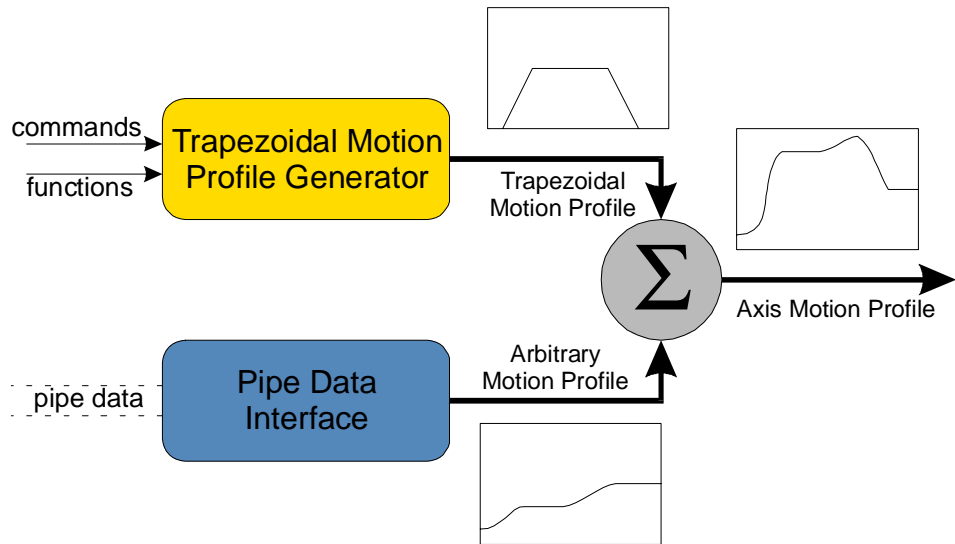 commands
functions
Trapezoidal Motion
Profile Generator
Trapezoidal
Motion Profile
Σ
Axis Motion Profile
pipe data
Pipe Data
Interface
Arbitrary
Motion Profile